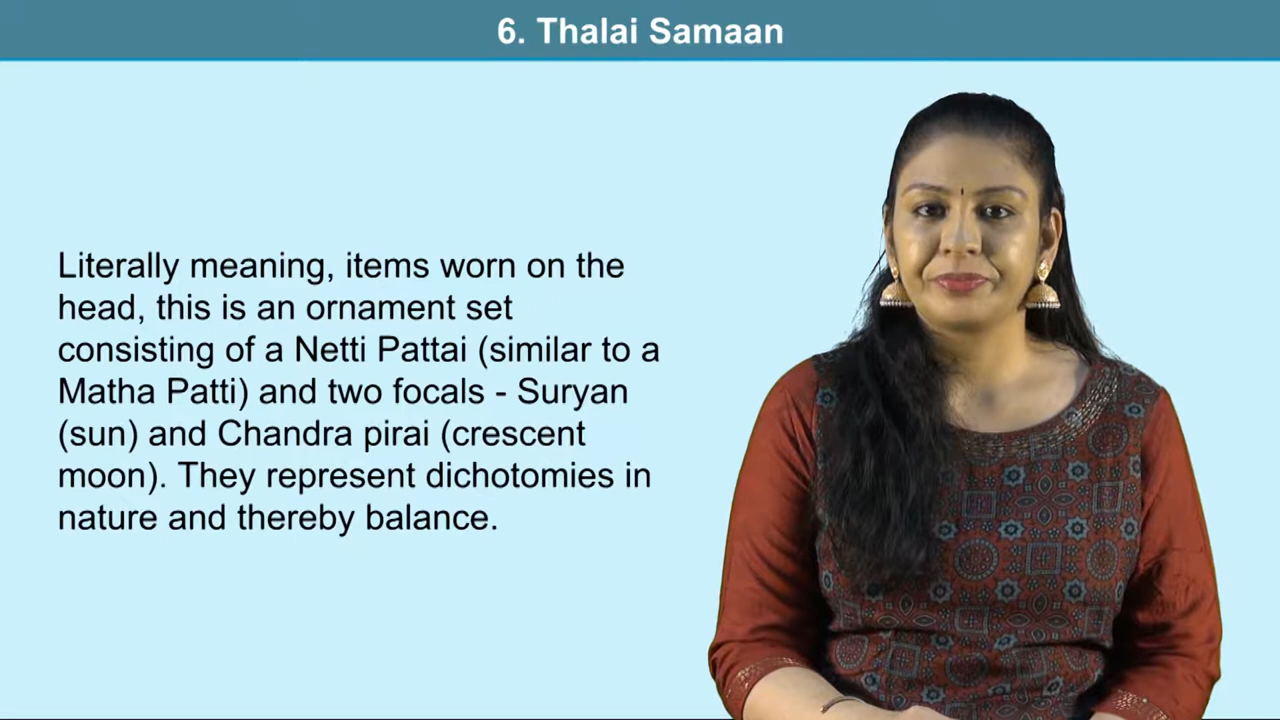 6. Thalai Samaan
Literally meaning, items worn on the
head, this is an ornament set
consisting of a Netti Pattai (similar to a
Matha Patti) and two focals - Suryan
(sun) and Chandra pirai (crescent
moon). They represent dichotomies in
nature and thereby balance.